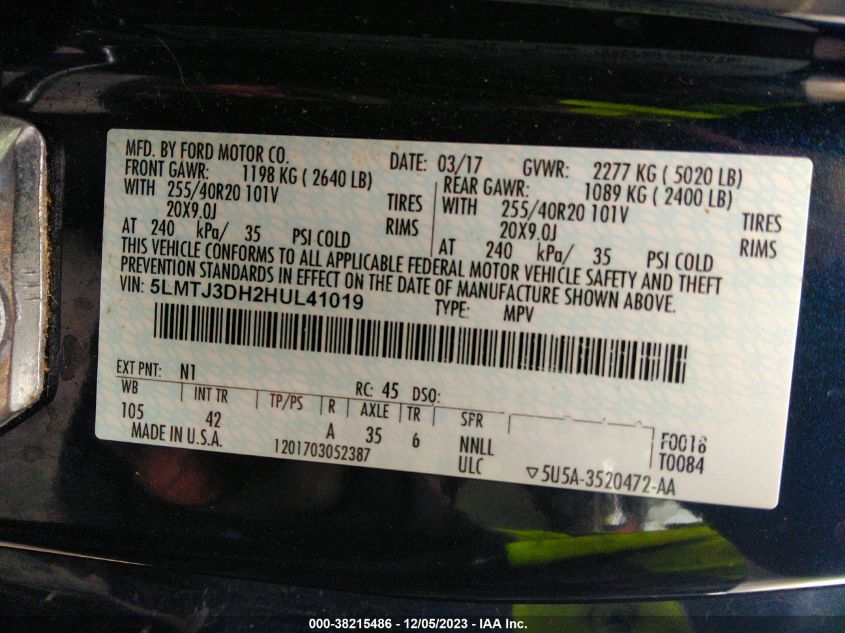 MFD. BY FORD MOTOR CO. DATE: 03/17 GVWR: 2277 KG ( 5020 LB)
FRONT GAWR: 1198 KG ( 2640 LB) REAR GAWR: 1089 KG ( 2400 LB)
WITH 255/40R20 101V TIRES WITH 255/40R20 101V TIRES
20X9.0J RIMS 20X9.0J RIMS
AT 240 kPa/ 35 PSI COLD AT 240 kPa/ 35 PSI COLD
THIS VEHICLE CONFORMS TO ALL APPLICABLE FEDERAL MOTOR VEHICLE SAFETY AND THEFT
PREVENTION STANDARDS IN EFFECT ON THE DATE OF MANUFACTURE SHOWN ABOVE.
VIN: 5LMTJ3DH2HUL41019 TYPE: MPV
EXT PNT: N1 RC: 45 DSO:
WB INT TR TP/PS R AXLE TR SFR
105 42 A 35 6 NNLL F0018
MADE IN U.S.A. 1201703052387 ULC T0084
▽5U5A-3520472-AA
000-38215486 - 12/05/2023 - IAA Inc.